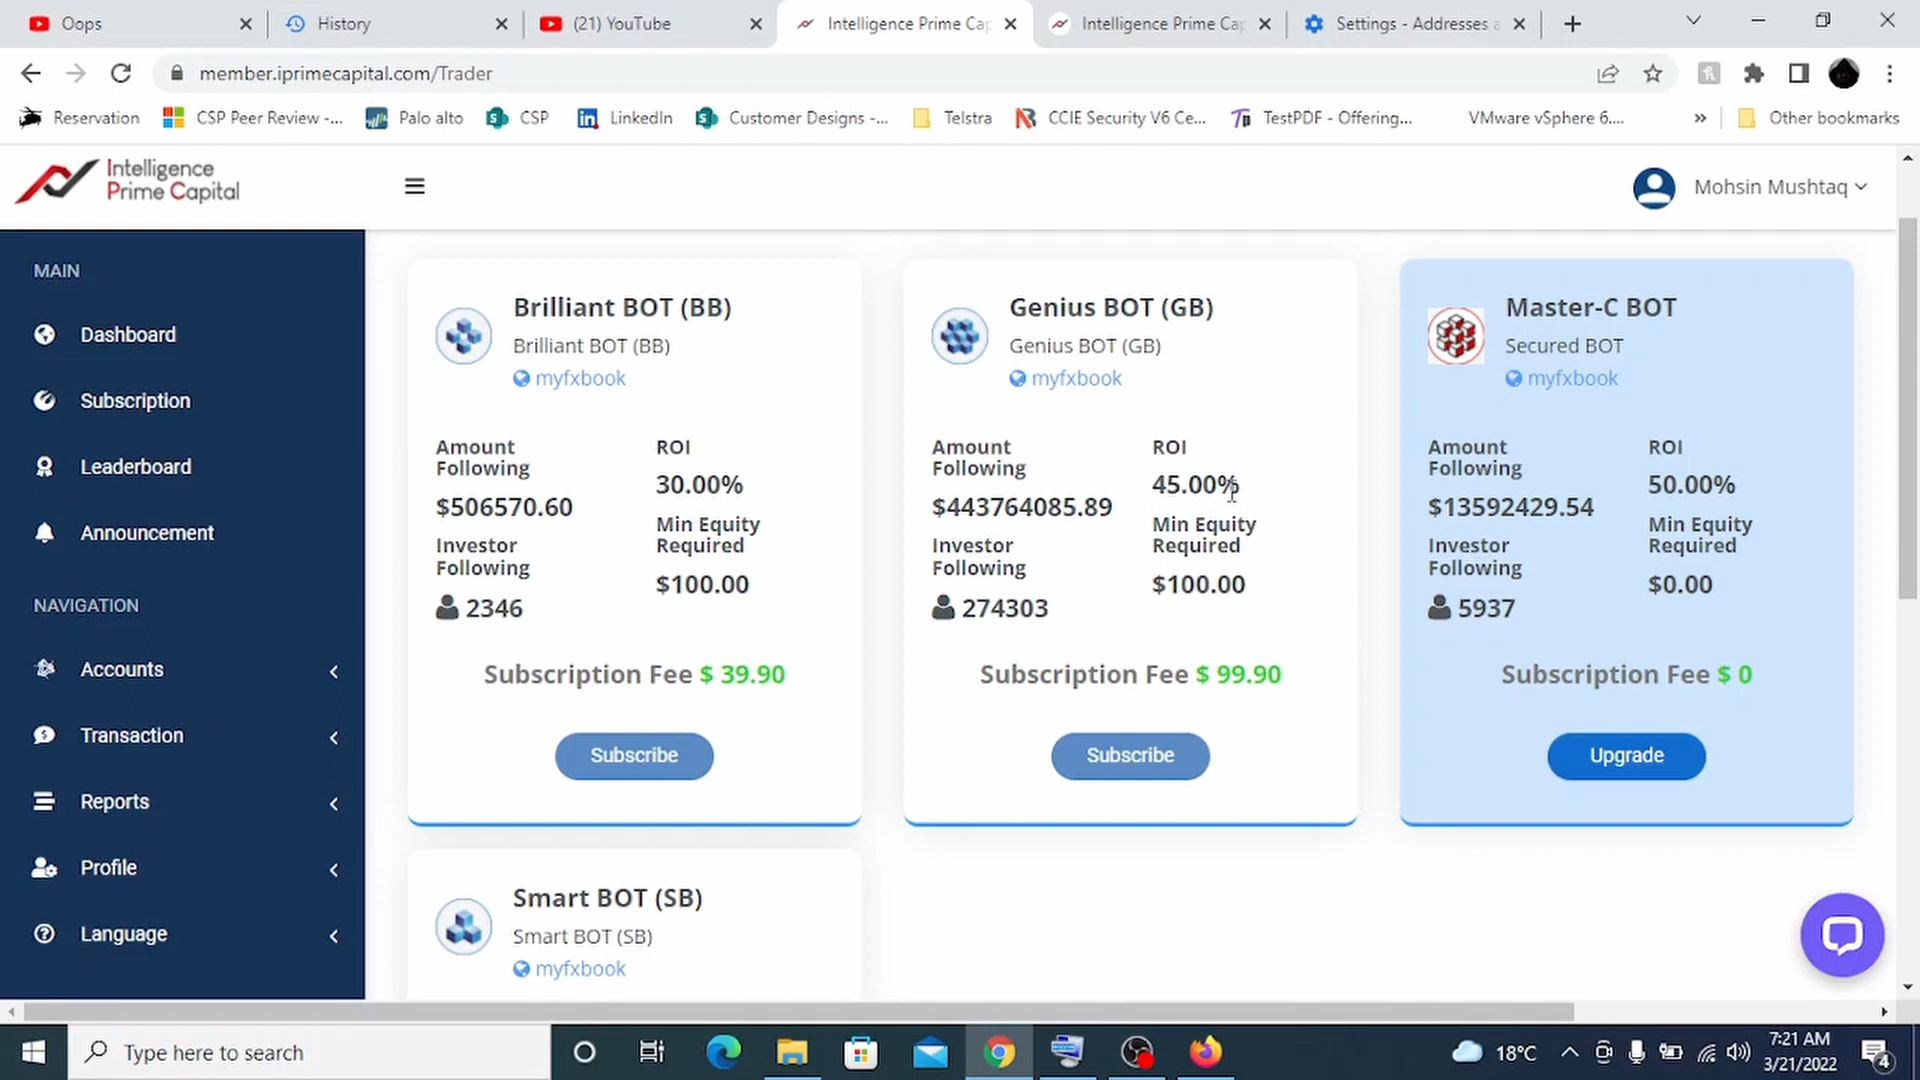 Oops
History
(21) YouTube
Intelligence Prime Cap
Intelligence Prime Cap
Settings - Addresses a
member.iprimecapital.com/Trader
Reservation
CSP Peer Review -...
Palo alto
CSP
LinkedIn
Customer Designs -...
Telstra
CCIE Security V6 Ce...
TestPDF - Offering...
VMware vSphere 6....
»
Other bookmarks
Intelligence
Prime Capital
Mohsin Mushtaq
MAIN
Dashboard
Subscription
Leaderboard
Announcement
NAVIGATION
Accounts
Transaction
Reports
Profile
Language
Brilliant BOT (BB)
Brilliant BOT (BB)
myfxbook
Amount
Following
$506570.60
Investor
Following
2346
ROI
30.00%
Min Equity
Required
$100.00
Subscription Fee $ 39.90
Subscribe
Genius BOT (GB)
Genius BOT (GB)
myfxbook
Amount
Following
$443764085.89
Investor
Following
274303
ROI
45.00%
Min Equity
Required
$100.00
Subscription Fee $ 99.90
Subscribe
Master-C BOT
Secured BOT
myfxbook
Amount
Following
$13592429.54
Investor
Following
5937
ROI
50.00%
Min Equity
Required
$0.00
Subscription Fee $ 0
Upgrade
Smart BOT (SB)
Smart BOT (SB)
myfxbook
Type here to search
18°C
7:21 AM
3/21/2022
4